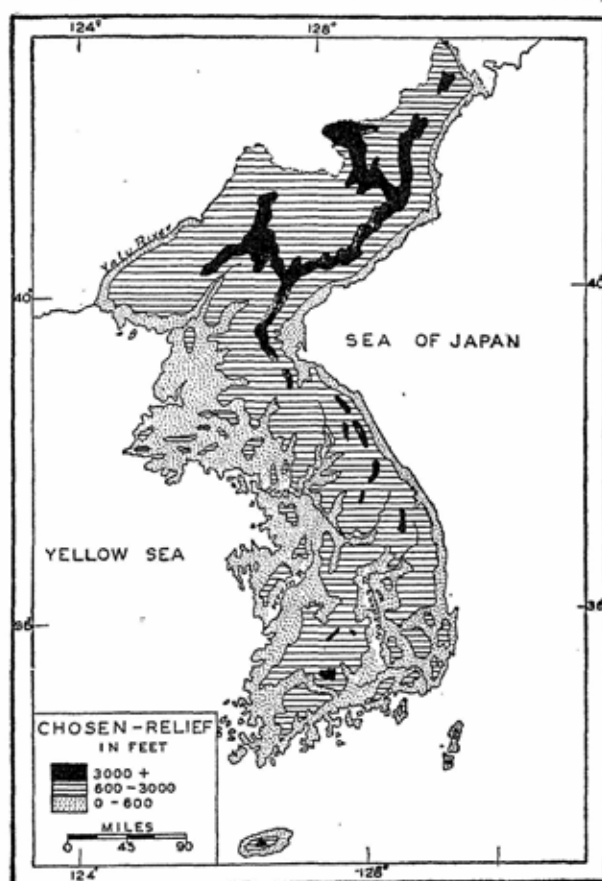 124° 128°
Yalu River
40° 40°
SEA OF JAPAN
YELLOW SEA
36° 36°
CHOSEN-RELIEF
IN FEET
3000 +
600-3000
0-600
MILES
0 45 90
124° 128°